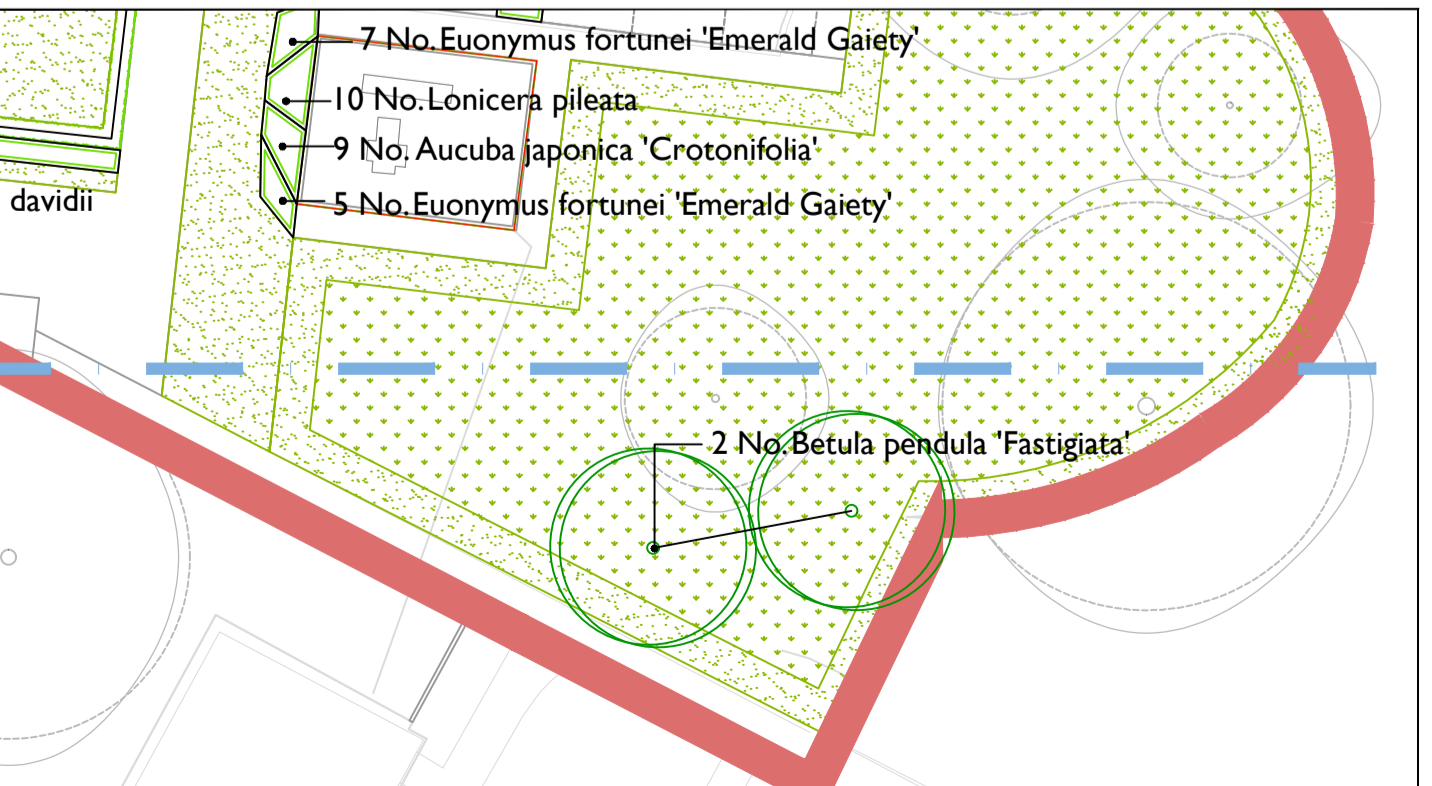 7 No. Euonymus fortunei 'Emerald Gaiety'
10 No. Lonicera pileata
9 No. Aucuba japonica 'Crotonifolia'
davidii
5 No. Euonymus fortunei 'Emerald Gaiety'
2 No. Betula pendula 'Fastigiata'